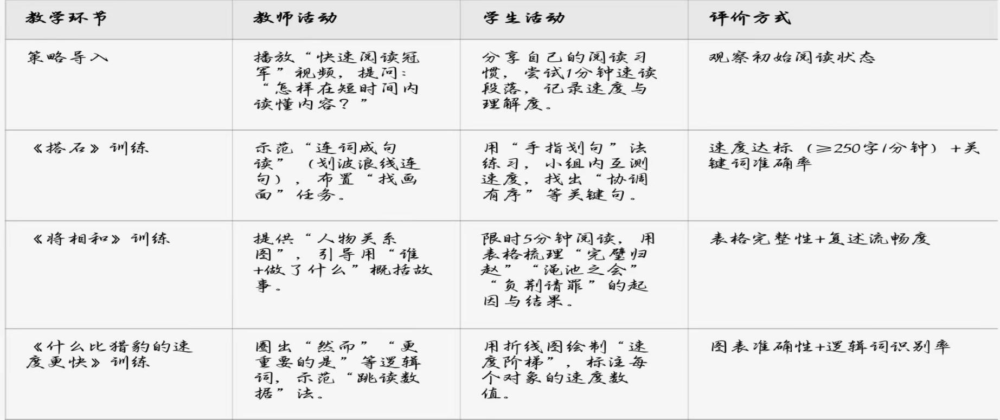 教学环节
教师活动
学生活动
评价方式
策略导入
播放“快速阅读冠
军”视频，提问：
“怎样在短时间内
读懂内容？”
分享自己的阅读习
惯，尝试1分钟速读
段落，记录速度与
理解度。
观察初始阅读状态
《搭石》训练
示范“连词成句
读”（划波浪线连
句），布置“找画
面”任务。
用“手指划句”法
练习，小组内互测
速度，找出“协调
有序”等关键句。
速度达标（≥250字/分钟）+关
键词准确率
《将相和》训练
提供“人物关系
图”，引导用“谁
+做了什么”概括故
事。
限时5分钟阅读，用
表格梳理“完璧归
赵”“渑池之会”
“负荆请罪”的起
因与结果。
表格完整性+复述流畅度
《什么比猎豹的速
度更快》训练
圈出“然而”“更
重要的是”等逻辑
词，示范“跳读数
据”法。
用折线图绘制“速
度阶梯”，标注每
个对象的速度数
值。
图表准确性+逻辑词识别率